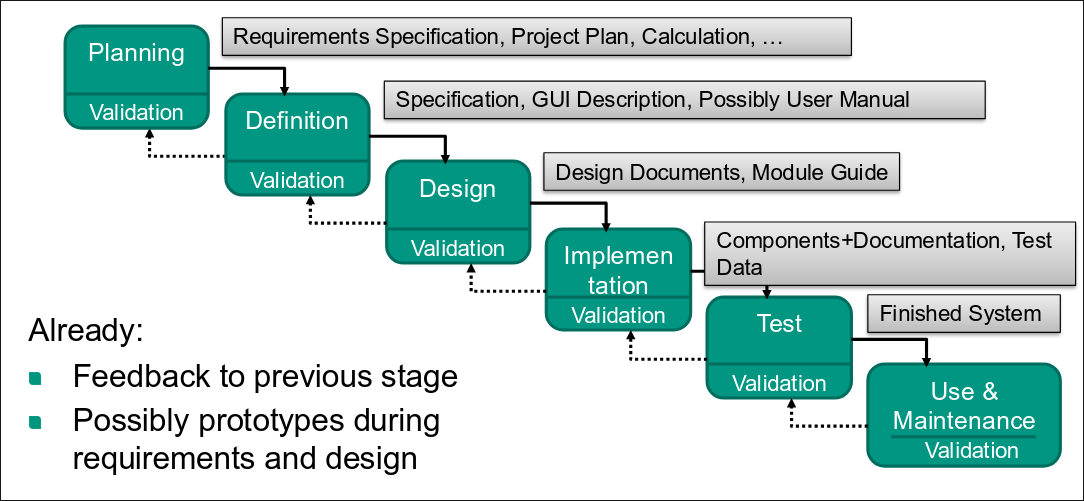 Planning
Validation
Requirements Specification, Project Plan, Calculation, …
Definition
Validation
Specification, GUI Description, Possibly User Manual
Design
Validation
Design Documents, Module Guide
Implemen
tation
Validation
Components+Documentation, Test
Data
Test
Validation
Finished System
Use &
Maintenance
Validation
Already:
Feedback to previous stage
Possibly prototypes during
requirements and design